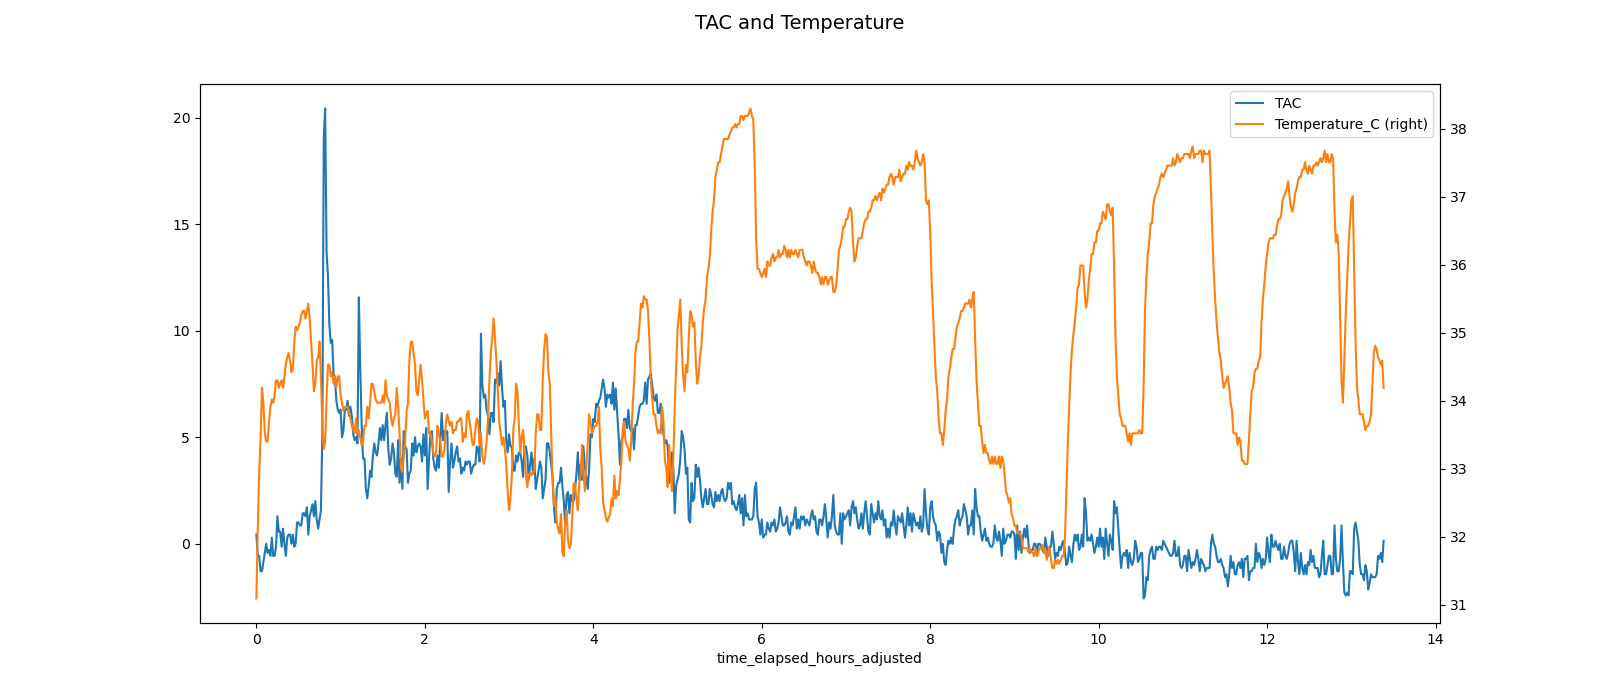 TAC and Temperature
TAC
Temperature_C (right)
20
15
10
5
0
38
37
36
35
34
33
32
31
0 2 4 6 8 10 12 14
time_elapsed_hours_adjusted